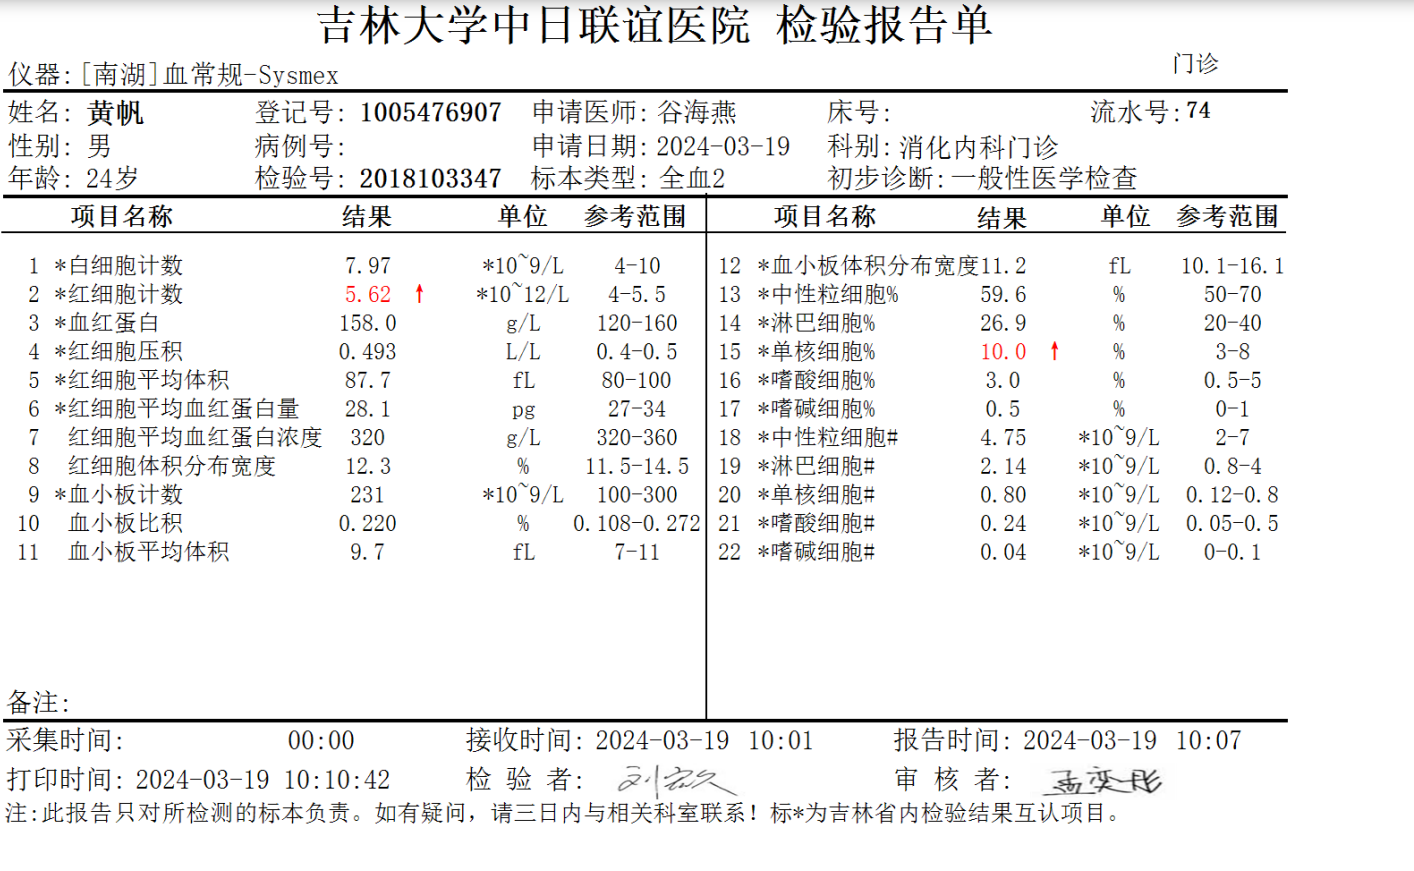 吉林大学中日联谊医院 检验报告单
仪器:[南湖]血常规-Sysmex 门诊
姓名: 黄帆 登记号: 1005476907 申请医师: 谷海燕 床号: 流水号:74
性别: 男 病例号: 申请日期: 2024-03-19 科别: 消化内科门诊
年龄: 24岁 检验号: 2018103347 标本类型: 全血2 初步诊断:一般性医学检查
项目名称 结果 单位 参考范围 项目名称 结果 单位 参考范围
1 *白细胞计数 7.97 *10~9/L 4-10 12 *血小板体积分布宽度11.2 fL 10.1-16.1
2 *红细胞计数 5.62 ↑ *10~12/L 4-5.5 13 *中性粒细胞% 59.6 % 50-70
3 *血红蛋白 158.0 g/L 120-160 14 *淋巴细胞% 26.9 % 20-40
4 *红细胞压积 0.493 L/L 0.4-0.5 15 *单核细胞% 10.0 ↑ % 3-8
5 *红细胞平均体积 87.7 fL 80-100 16 *嗜酸细胞% 3.0 % 0.5-5
6 *红细胞平均血红蛋白量 28.1 pg 27-34 17 *嗜碱细胞% 0.5 % 0-1
7 红细胞平均血红蛋白浓度 320 g/L 320-360 18 *中性粒细胞# 4.75 *10~9/L 2-7
8 红细胞体积分布宽度 12.3 % 11.5-14.5 19 *淋巴细胞# 2.14 *10~9/L 0.8-4
9 *血小板计数 231 *10~9/L 100-300 20 *单核细胞# 0.80 *10~9/L 0.12-0.8
10 血小板比积 0.220 % 0.108-0.272 21 *嗜酸细胞# 0.24 *10~9/L 0.05-0.5
11 血小板平均体积 9.7 fL 7-11 22 *嗜碱细胞# 0.04 *10~9/L 0-0.1
备注:
采集时间: 00:00 接收时间: 2024-03-19 10:01 报告时间: 2024-03-19 10:07
打印时间: 2024-03-19 10:10:42 检 验 者: 审 核 者:
注:此报告只对所检测的标本负责。如有疑问，请三日内与相关科室联系！标*为吉林省内检验结果互认项目。